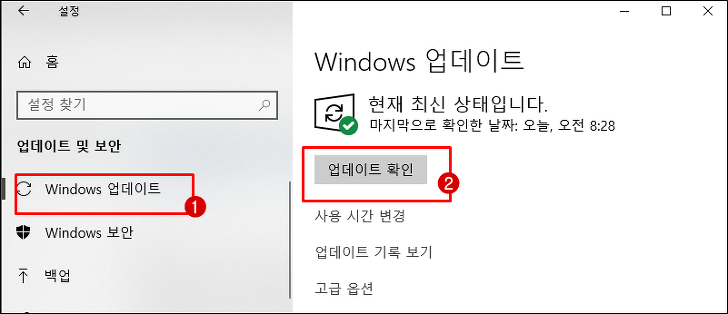 설정
홈
설정 찾기
업데이트 및 보안
Windows 업데이트
1
Windows 보안
백업
Windows 업데이트
현재 최신 상태입니다.
마지막으로 확인한 날짜: 오늘, 오전 8:28
업데이트 확인
2
사용 시간 변경
업데이트 기록 보기
고급 옵션